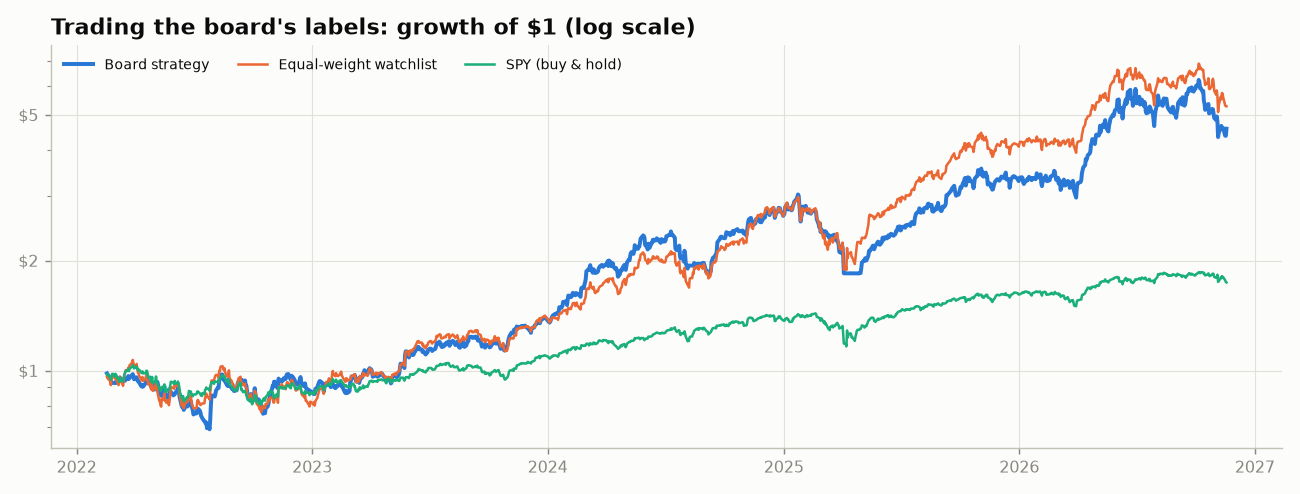 Trading the board's labels: growth of $1 (log scale)
Board strategy
Equal-weight watchlist
SPY (buy & hold)
$5
$2
$1
2022
2023
2024
2025
2026
2027